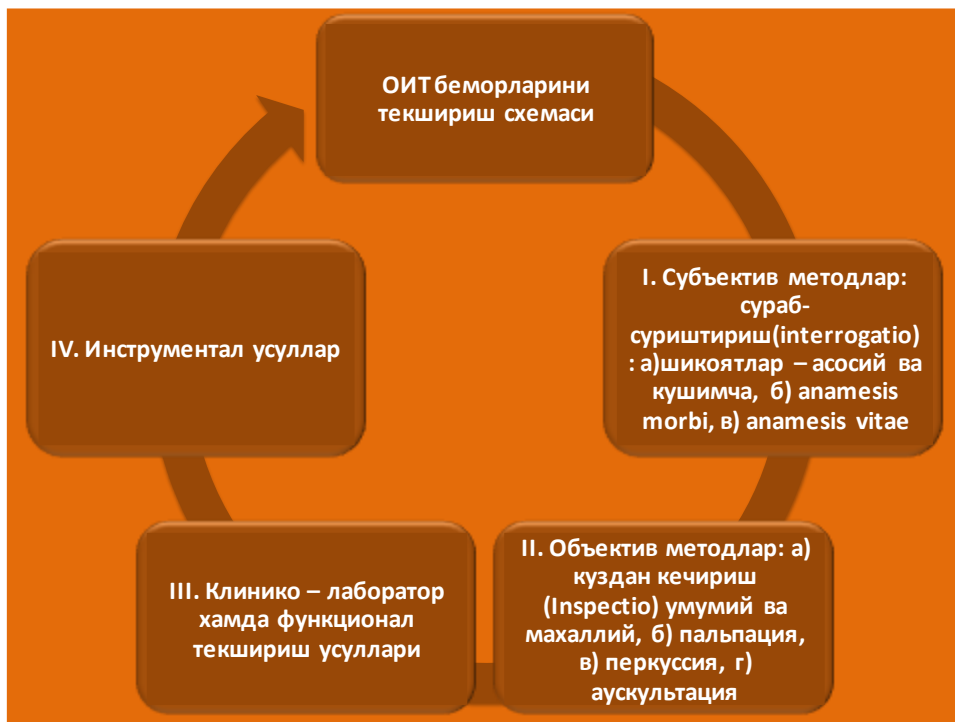 ОИТ беморларини
текшириш схемаси
I. Субъектив методлар:
сураб-
суриштириш(interrogatio)
: а)шикоятлар – асосий ва
кушимча, б) anamesis
morbi, в) anamesis vitae
II. Объектив методлар: а)
куздан кечириш
(Inspectio) умумий ва
махаллий, б) пальпация,
в) перкуссия, г)
аускультация
III. Клинико – лаборатор
хамда функционал
текшириш усуллари
IV. Инструментал усуллар